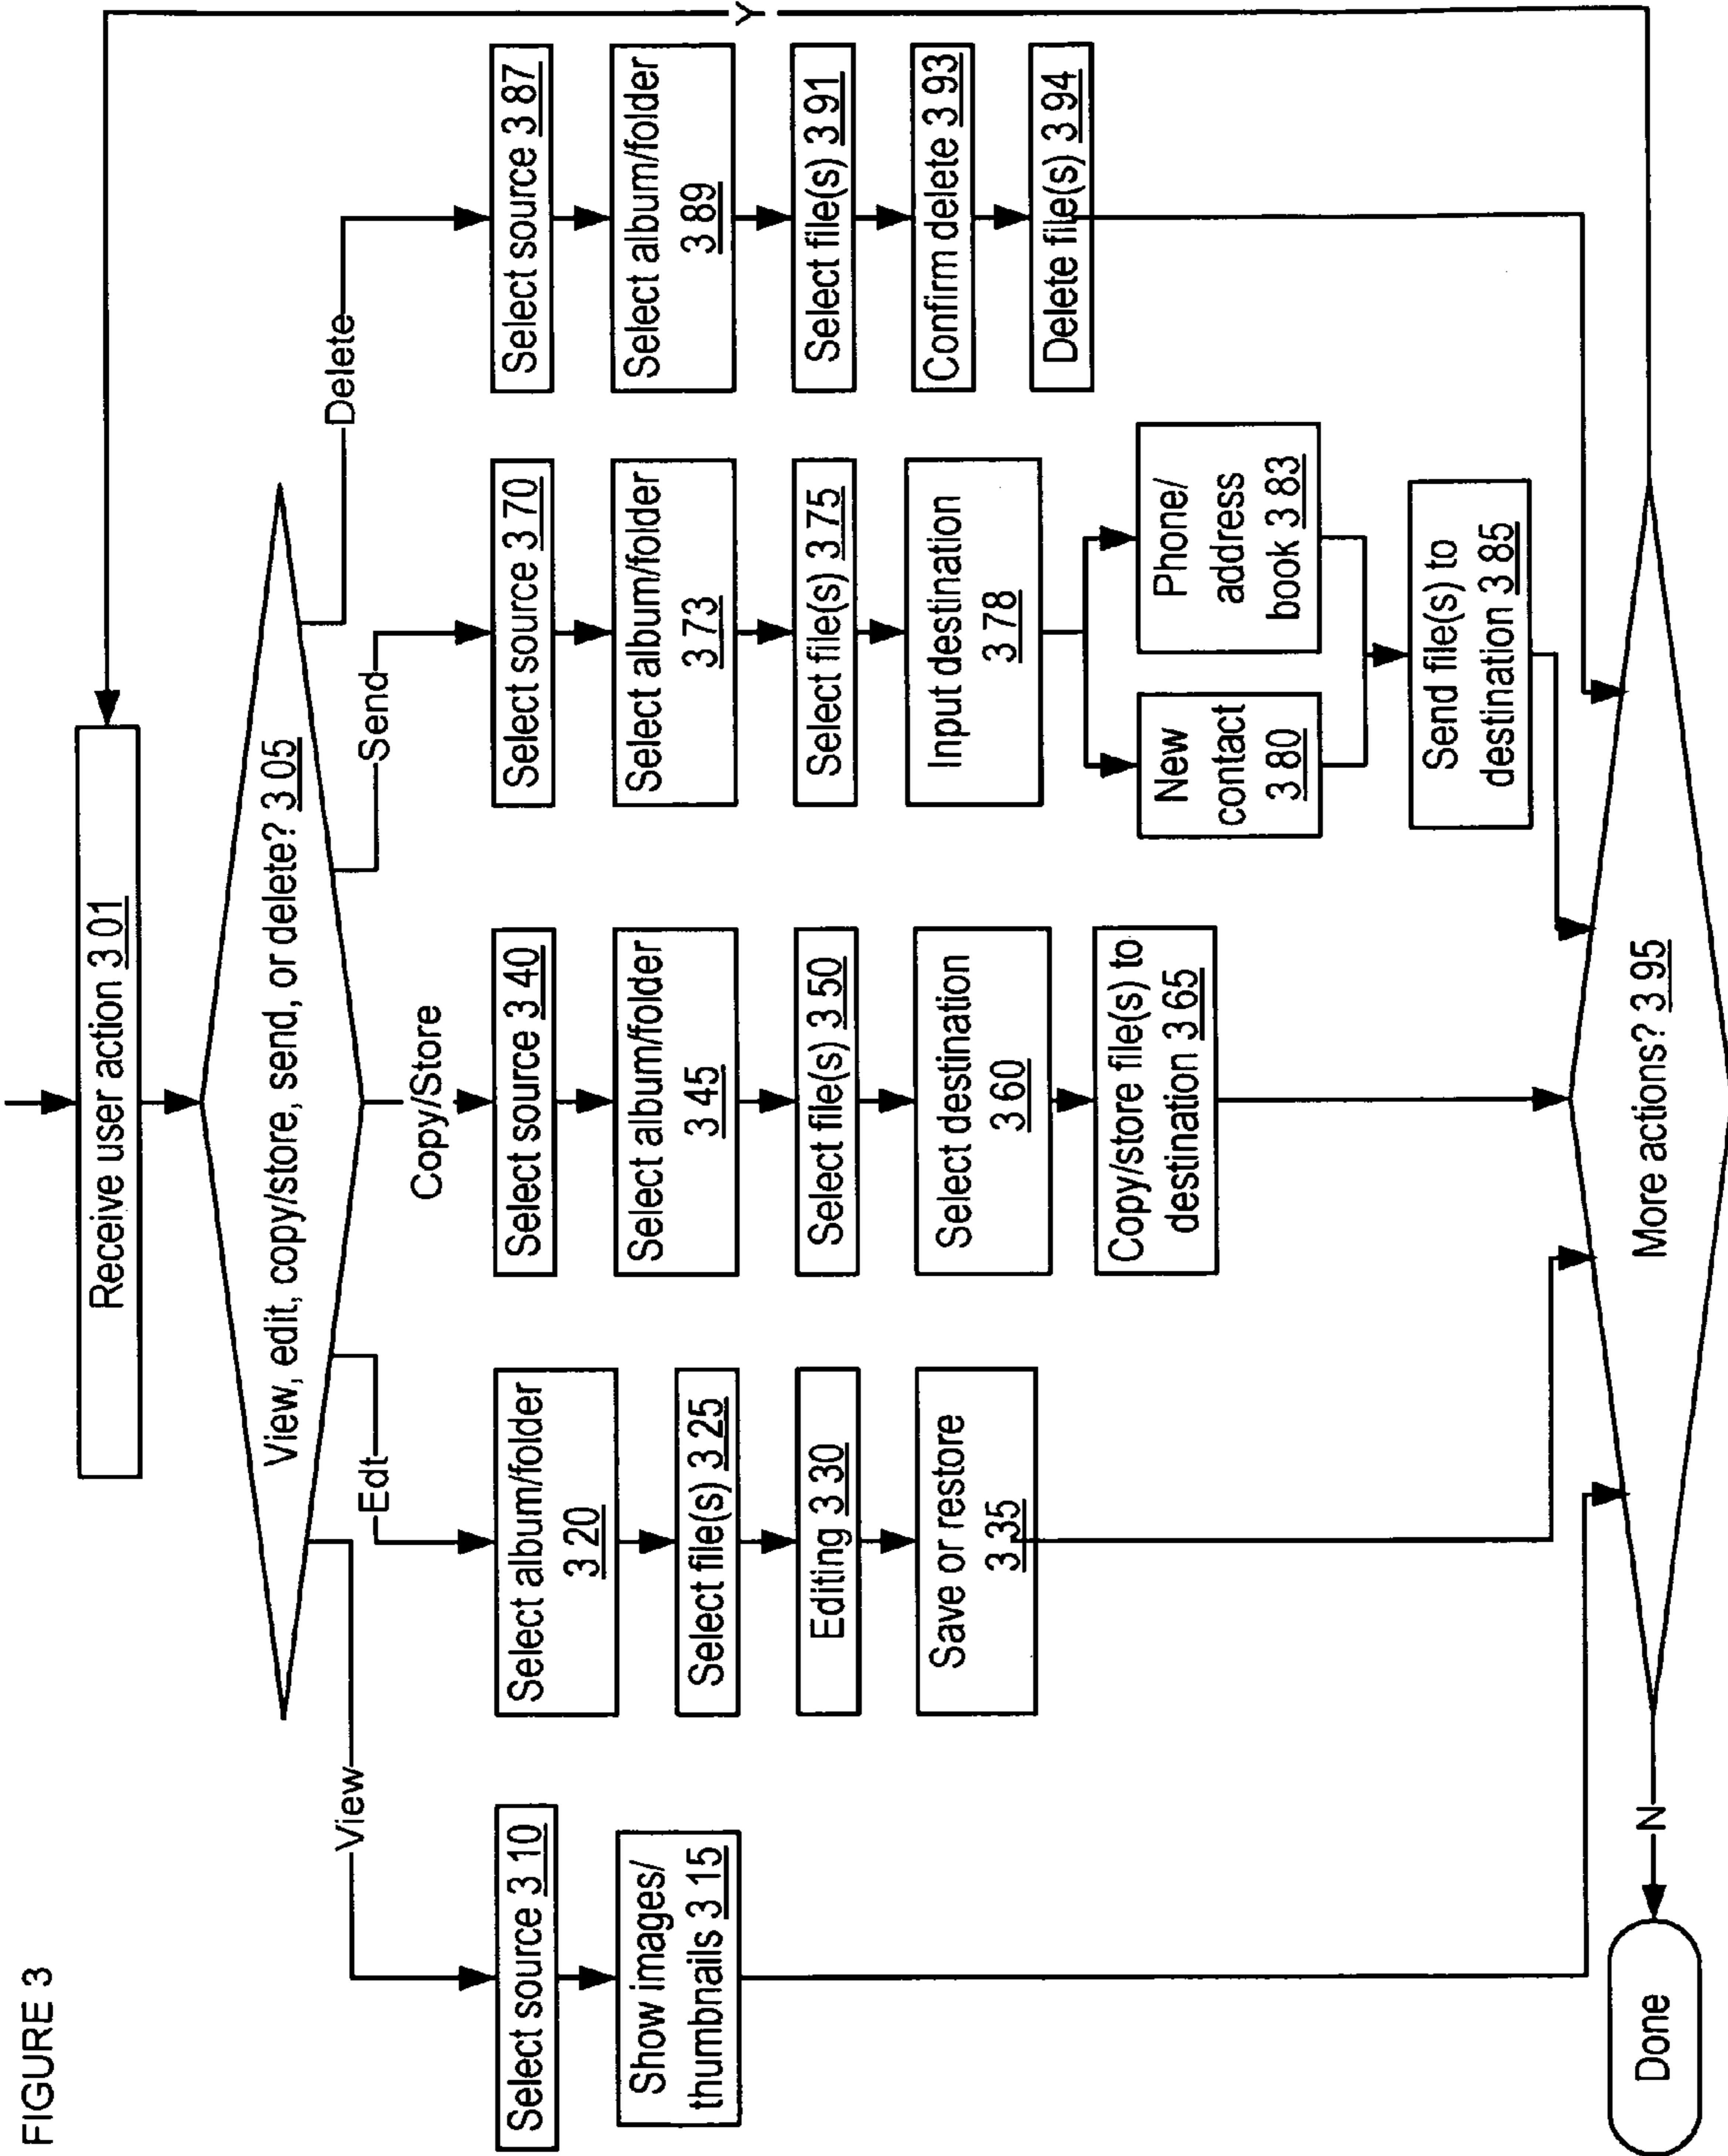 FIGURE 3
Receive user action 3 01
View, edit, copy/store, send, or delete? 3 05
View
Edt
Copy/Store
Send
Delete
Select source 3 10
Show images/
thumbnails 3 15
Select album/folder
3 20
Select file(s) 3 25
Editing 3 30
Save or restore
3 35
Select source 3 40
Select album/folder
3 45
Select file(s) 3 50
Select destination
3 60
Copy/store file(s) to
destination 3 65
Select source 3 70
Select album/folder
3 73
Select file(s) 3 75
Input destination
3 78
New
contact
3 80
Phone/
address
book 3 83
Send file(s) to
destination 3 85
Select source 3 87
Select album/folder
3 89
Select file(s) 3 91
Confirm delete 3 93
Delete file(s) 3 94
More actions? 3 95
Y
N
Done